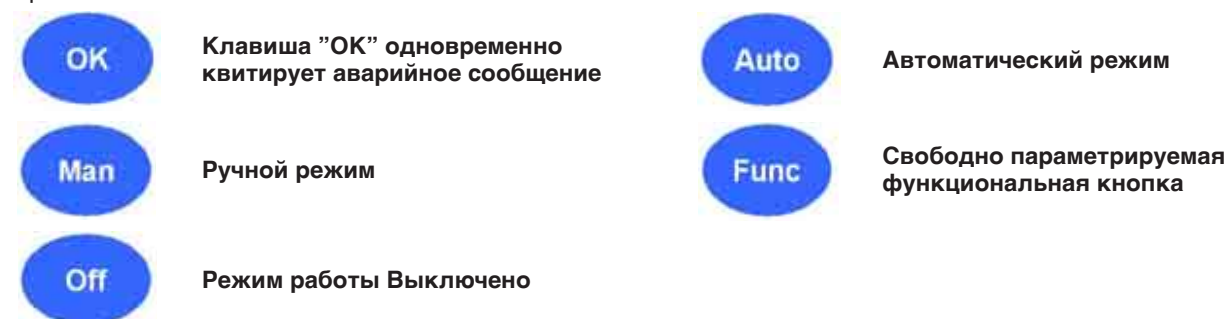 OK
Клавиша ”OK” одновременно
квитирует аварийное сообщение
Auto
Автоматический режим
Man
Ручной режим
Func
Свободно параметрируемая
функциональная кнопка
Off
Режим работы Выключено